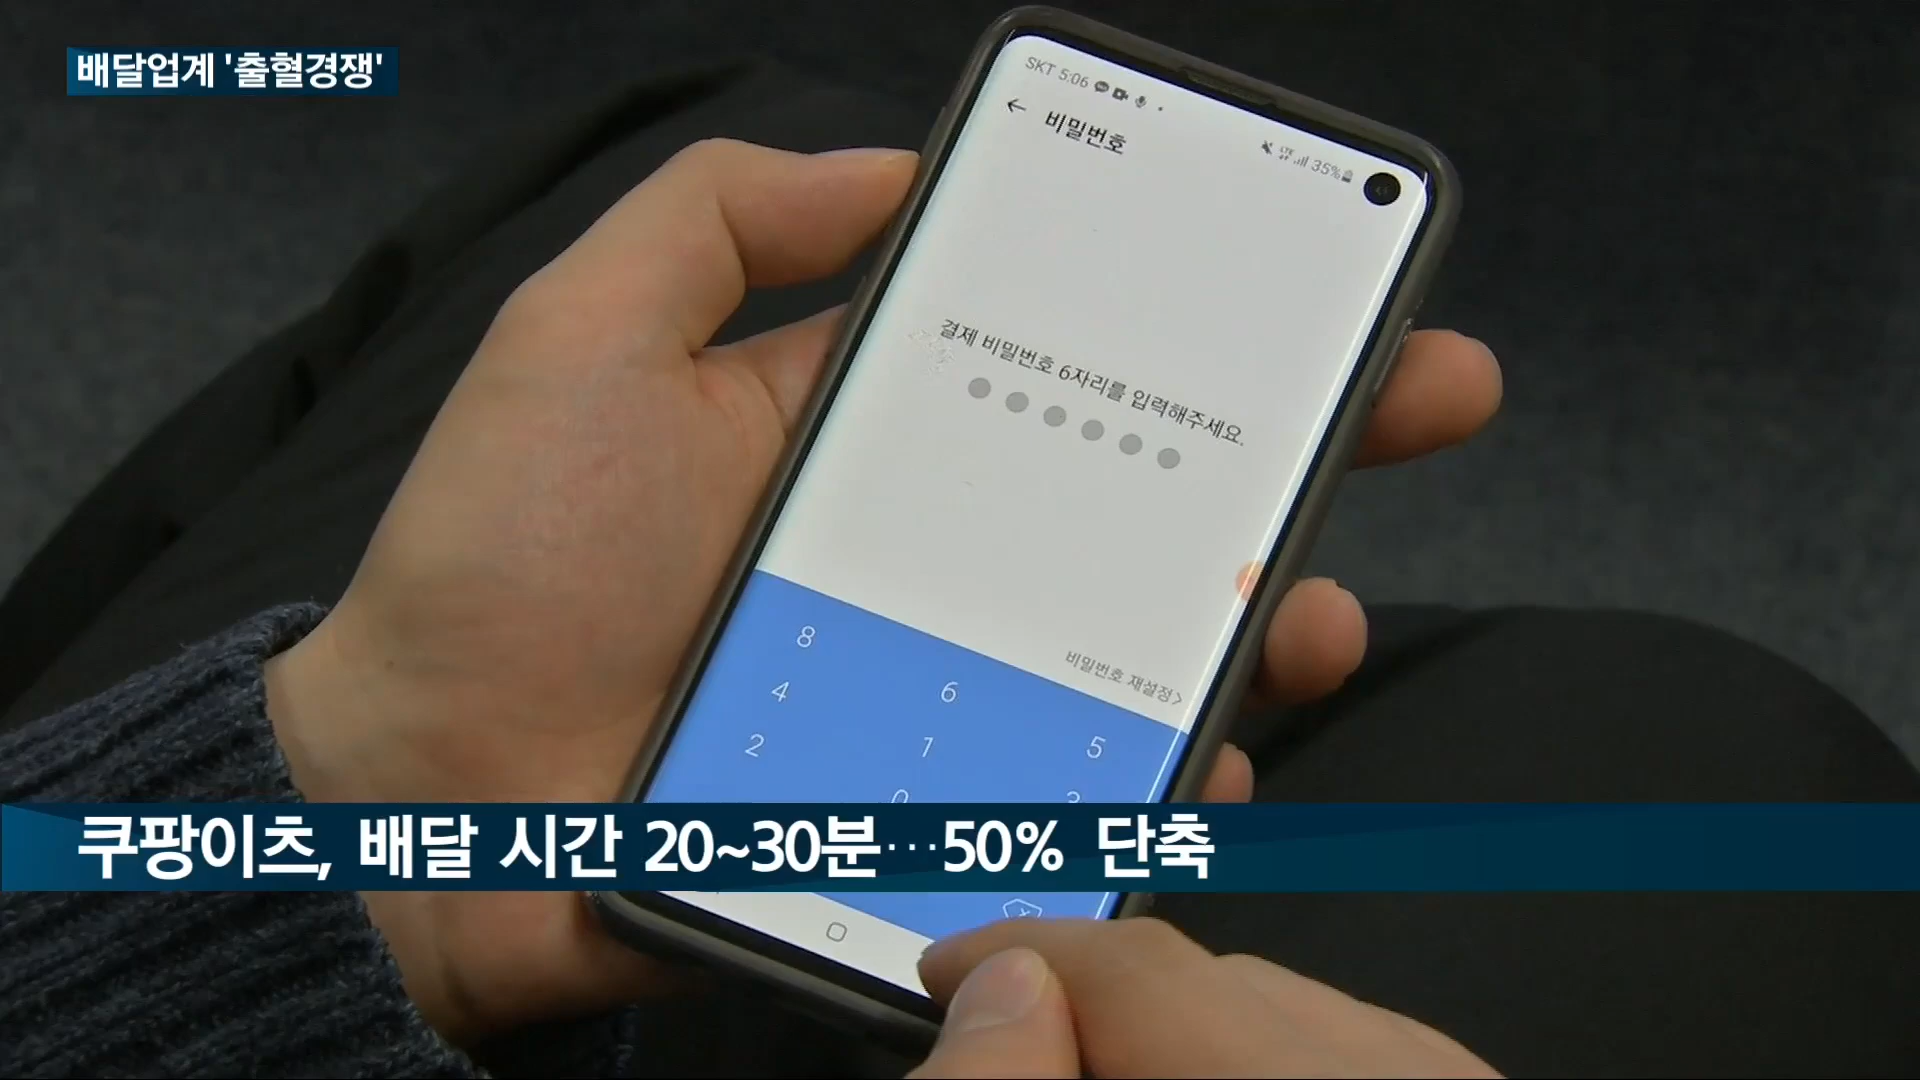 배달업계 '출혈경쟁'
SKT 5:06
35%
비밀번호
결제 비밀번호 6자리를 입력해주세요.
비밀번호 재설정 >
8
4 6
2 1 5
0 3
쿠팡이츠, 배달 시간 20~30분…50% 단축